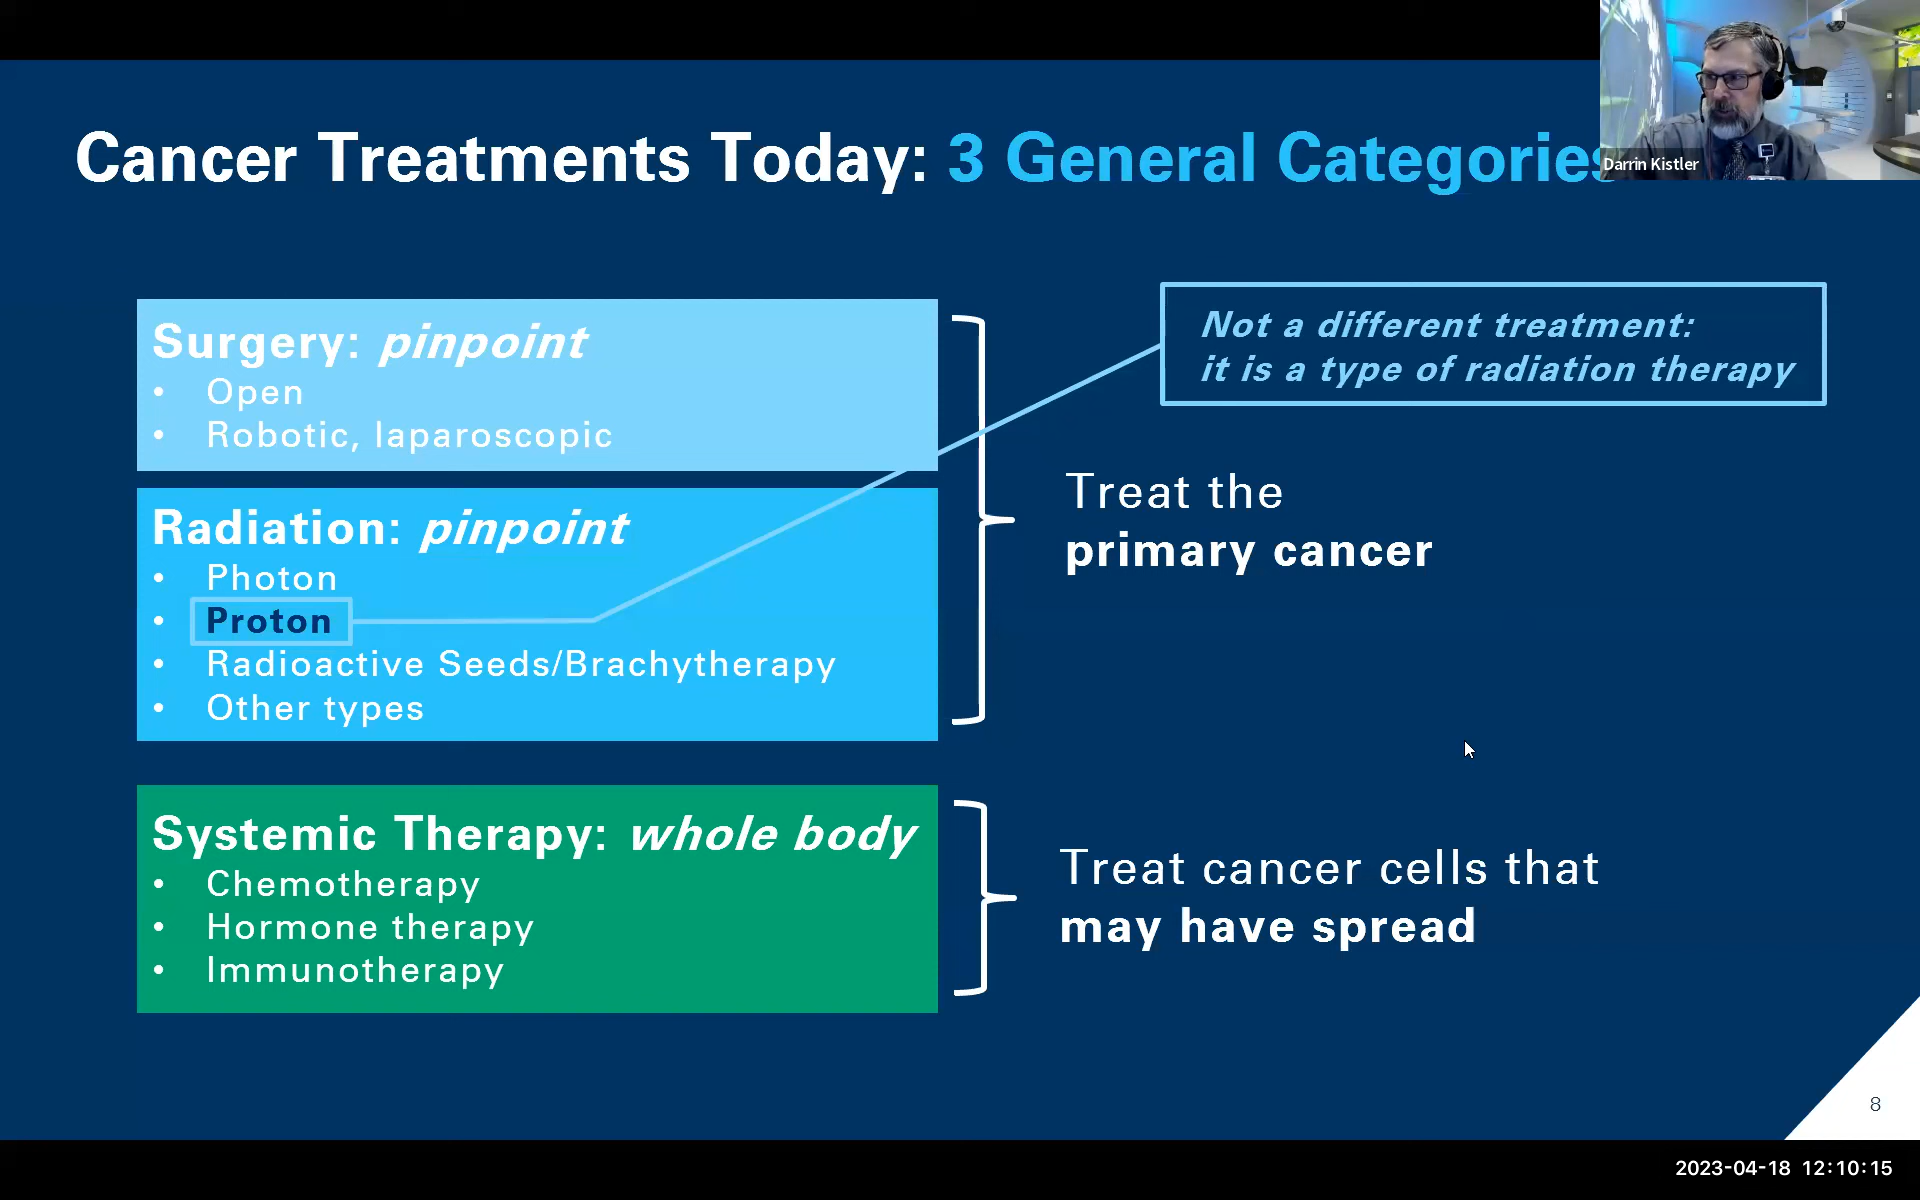 Darrin Kistler
Cancer Treatments Today: 3 General Categories
Surgery: pinpoint
• Open
• Robotic, laparoscopic
Radiation: pinpoint
• Photon
• Proton
• Radioactive Seeds/Brachytherapy
• Other types
Not a different treatment:
it is a type of radiation therapy
Treat the
primary cancer
Systemic Therapy: whole body
• Chemotherapy
• Hormone therapy
• Immunotherapy
Treat cancer cells that
may have spread
8
2023-04-18 12:10:15